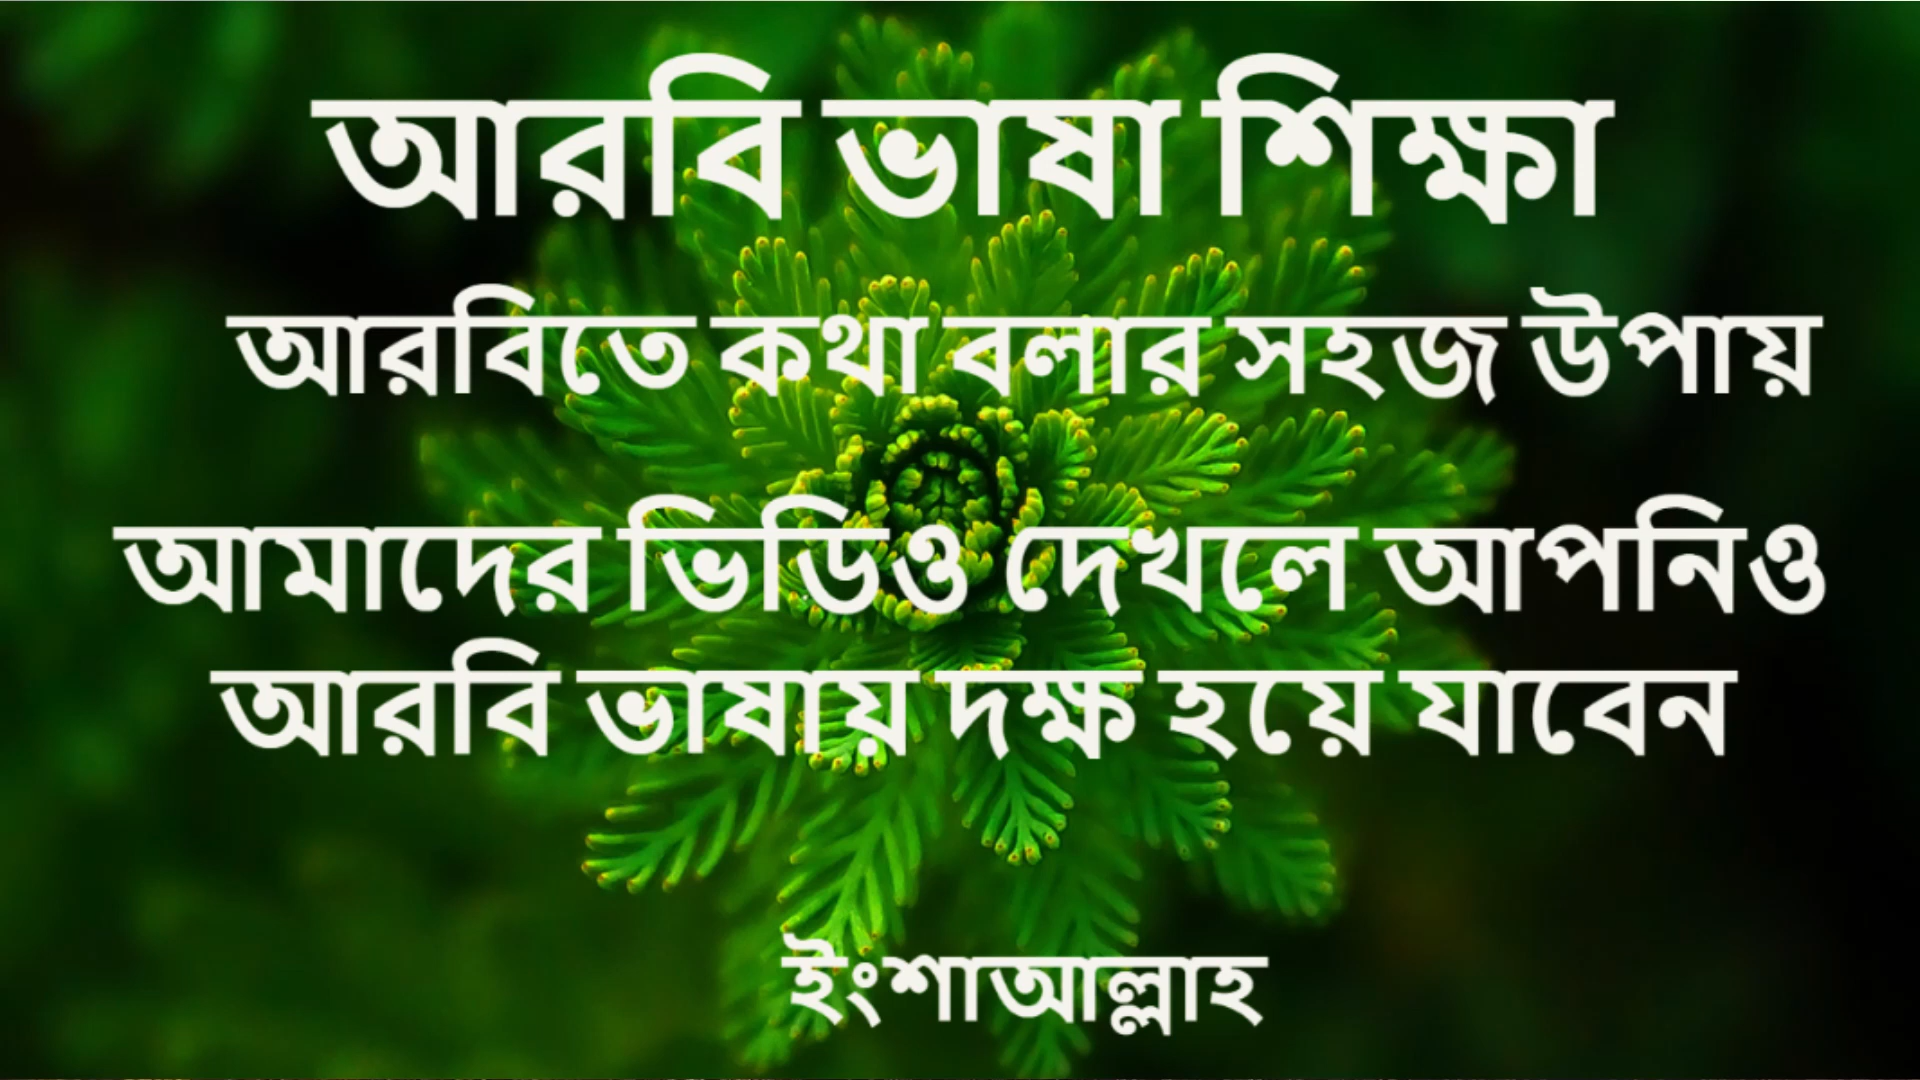 আরবি ভাষা শিক্ষা
আরবিতে কথা বলার সহজ উপায়
আমাদের ভিডিও দেখলে আপনিও
আরবি ভাষায় দক্ষ হয়ে যাবেন
ইংশাআল্লাহ